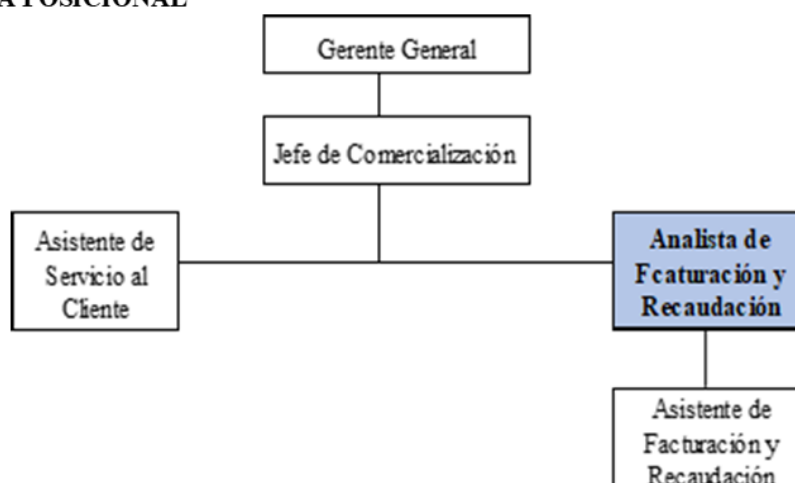 POSICIONAL
Gerente General
Jefe de Comercialización
Asistente de
Servicio al
Cliente
Analista de
Fcaturación y
Recaudación
Asistente de
Facturación y
Recaudación